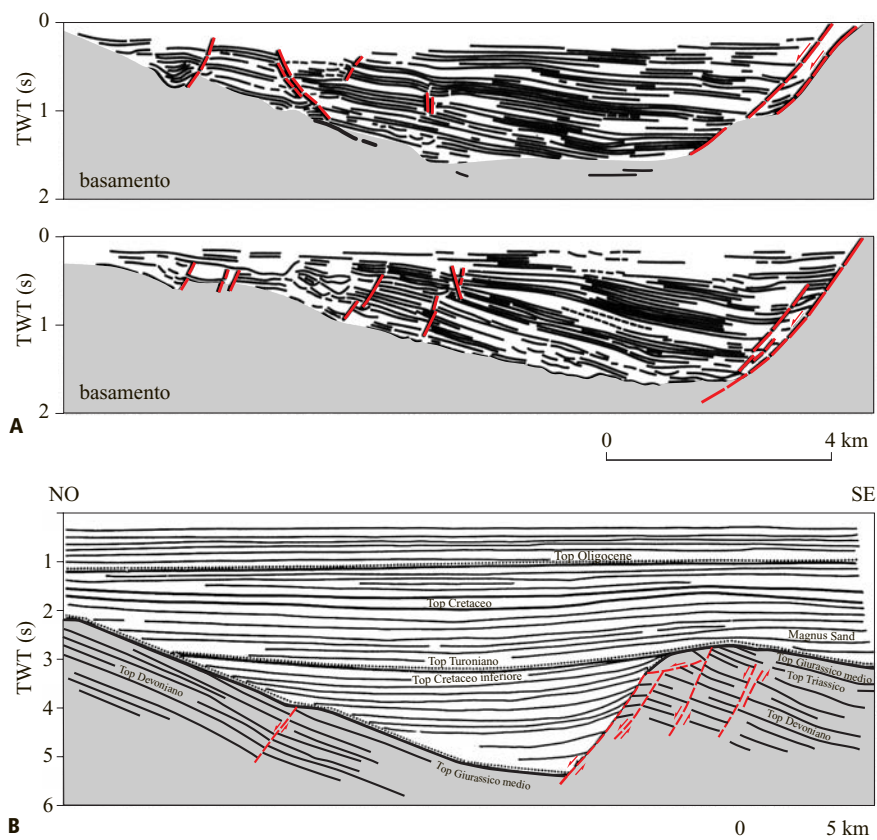 0
TWT (s)
1
basamento
2
0
TWT (s)
1
basamento
2
A
0 4 km
NO SE
1
Top Oligocene
2
Top Cretaceo
Magnus Sand
TWT (s)
3
Top Turoniano
Top Giurassico medio
Top Devoniano
Top Cretaceo inferiore
Top Triassico
4
Top Devoniano
5
Top Giurassico medio
6
B
0 5 km